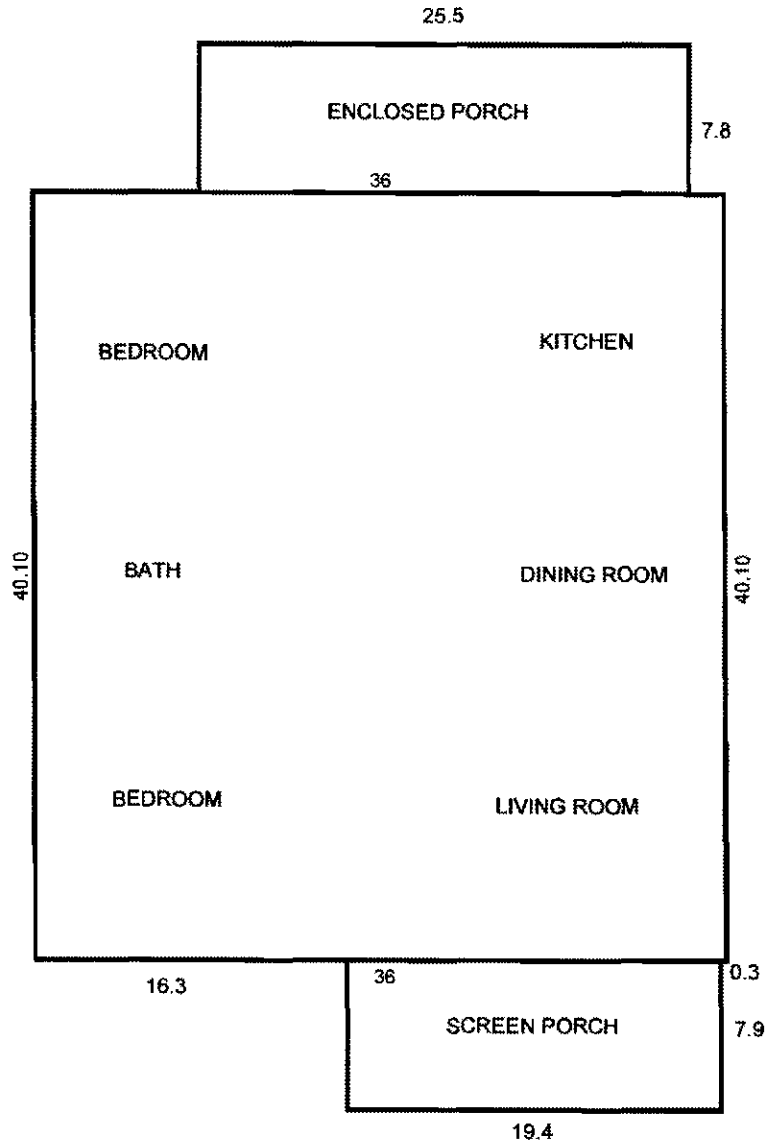 25.5
ENCLOSED PORCH
7.8
36
BEDROOM
KITCHEN
40.10
BATH
DINING ROOM
40.10
BEDROOM
LIVING ROOM
16.3
36
0.3
SCREEN PORCH
7.9
19.4